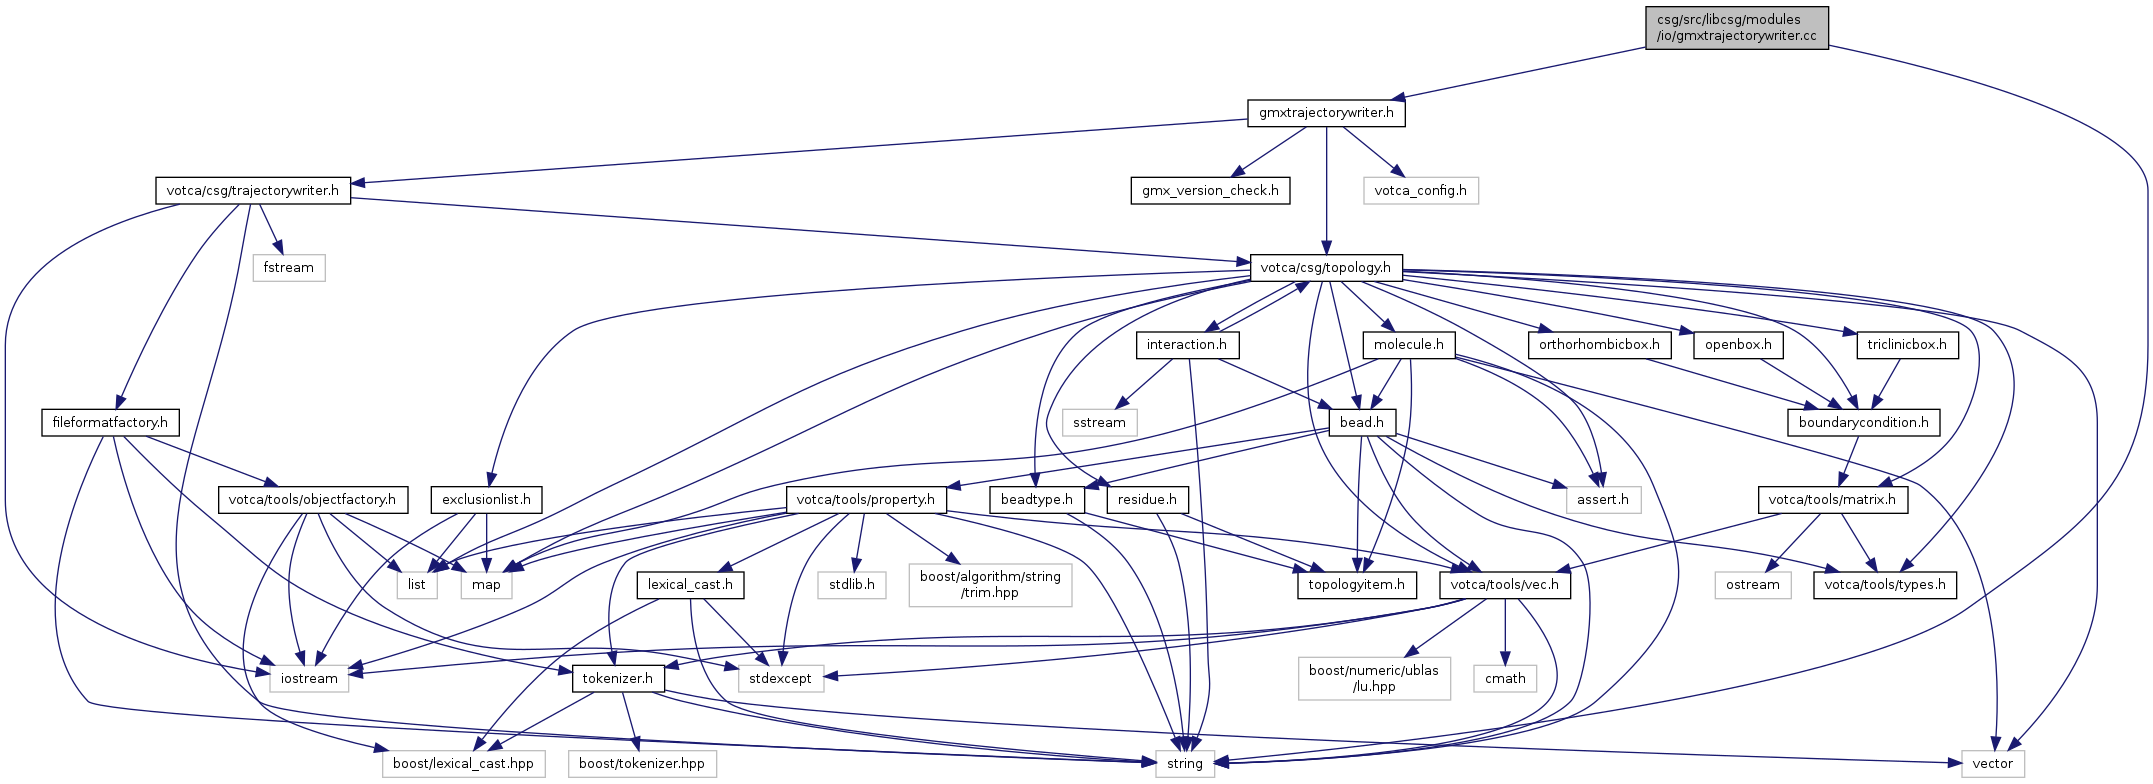 csg/src/libcsg/modules
/io/gmxtrajectorywriter.cc
gmxtrajectorywriter.h
votca/csg/trajectorywriter.h
gmx_version_check.h
votca_config.h
fstream
votca/csg/topology.h
interaction.h
molecule.h
orthorhombicbox.h
openbox.h
triclinicbox.h
fileformatfactory.h
sstream
bead.h
boundarycondition.h
votca/tools/objectfactory.h
exclusionlist.h
votca/tools/property.h
beadtype.h
residue.h
assert.h
votca/tools/matrix.h
list
map
lexical_cast.h
stdlib.h
boost/algorithm/string
/trim.hpp
topologyitem.h
votca/tools/vec.h
ostream
votca/tools/types.h
iostream
tokenizer.h
stdexcept
boost/numeric/ublas
/lu.hpp
cmath
boost/lexical_cast.hpp
boost/tokenizer.hpp
string
vector